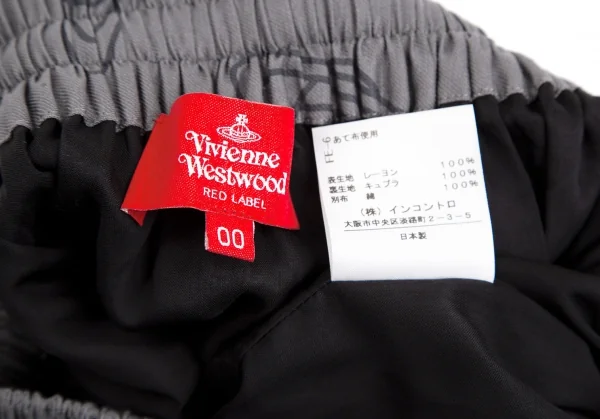 Vivienne
Westwood
RED LABEL
00
あて布使用
表生地 レーヨン 100%
裏生地 キュプラ 100%
別布 綿 100%
(株)インコントロ
大阪市中央区淡路町2-3-5
日本製